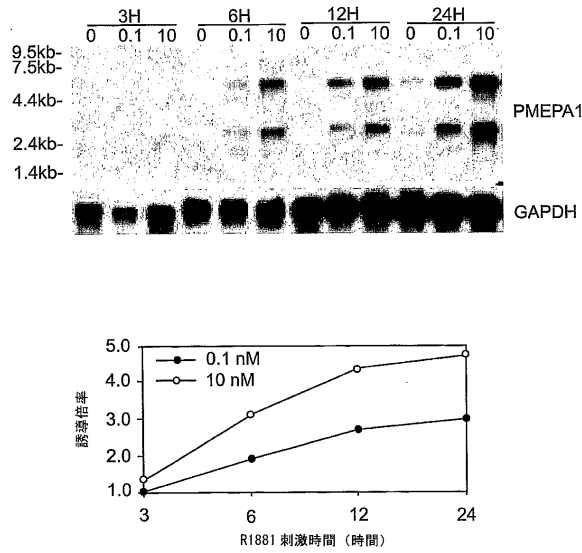 3H 6H 12H 24H
0 0.1 10 0 0.1 10 0 0.1 10 0 0.1 10
9.5kb-
7.5kb-
4.4kb-
2.4kb-
1.4kb-
PMEPA1
GAPDH
5.0
4.0
3.0
2.0
1.0
誘導倍率
0.1 nM
10 nM
3 6 12 24
R1881 刺激時間 (時間)